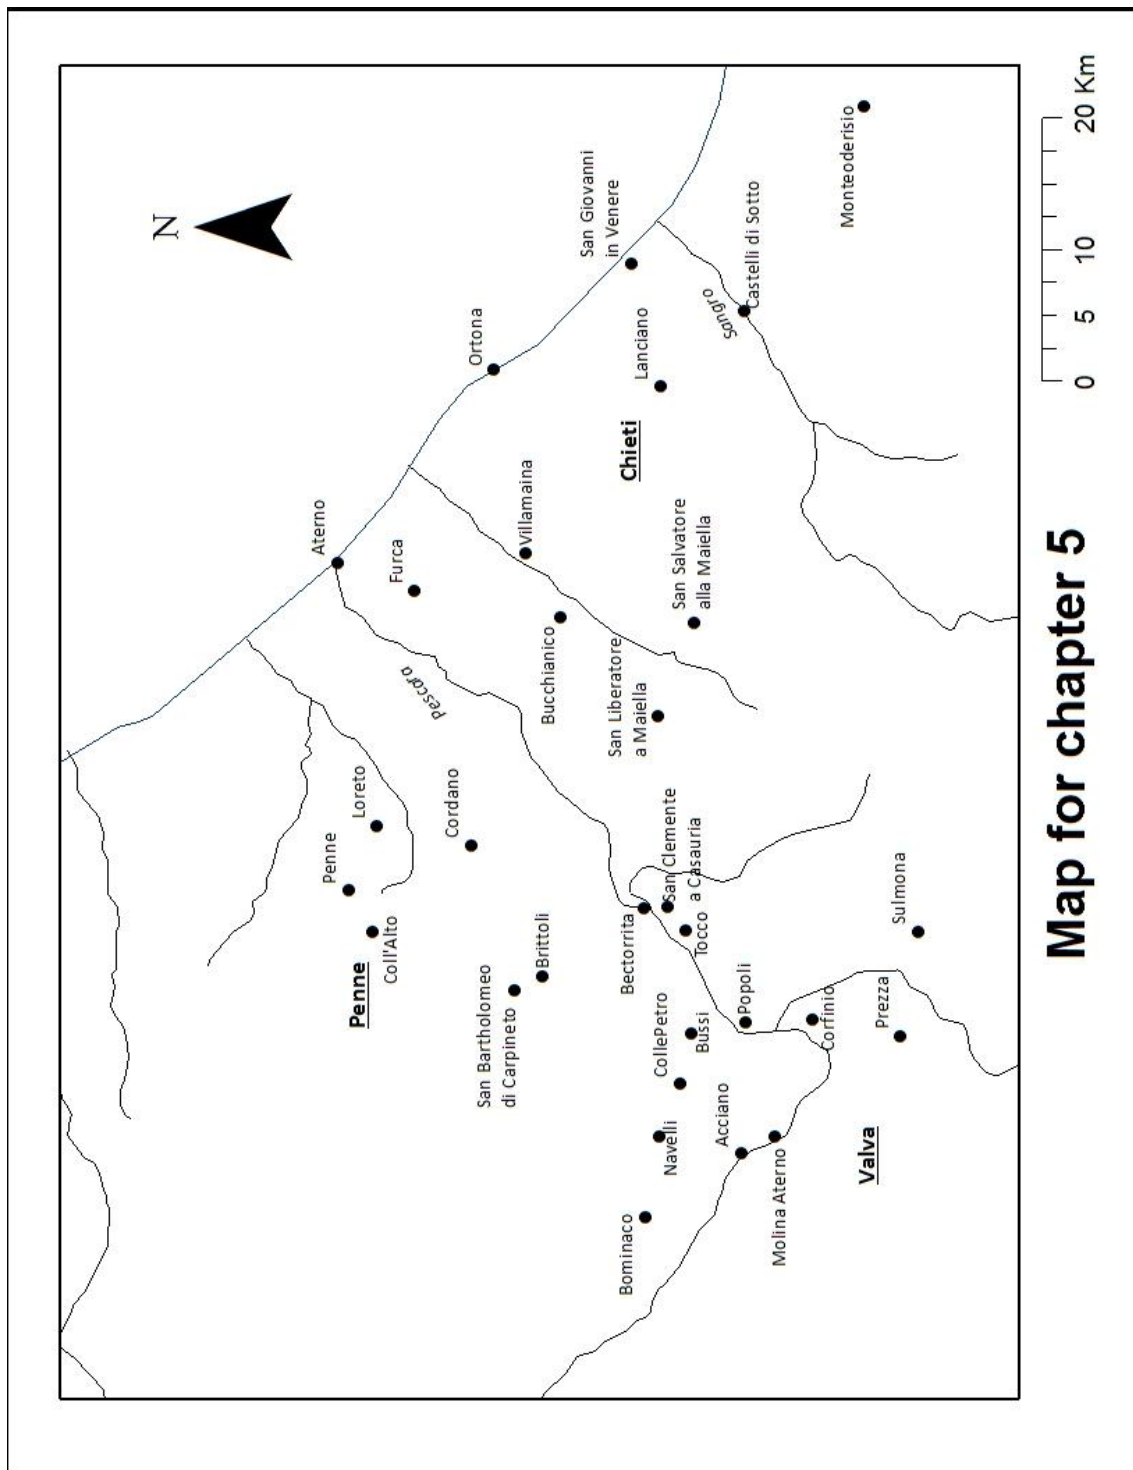 N
Aterno
Furca
Ortona
San Giovanni
in Venere
Pescara
Villamaina
Penne
Loreto
Coll'Alto
Penne
Cordano
Bucchianico
Chieti
Lanciano
San Bartholomeo
di Carpineto
Brittoli
San Liberatore
a Maiella
San Salvatore
alla Maiella
Sangro
Castelli di Sotto
Bectorrita
San Clemente
a Casauria
Tocco
Monteoderisio
Bominaco
Navelli
CollePetro
Bussi
Popoli
Acciano
Molina Aterno
Corfinio
Valva
Prezza
Sulmona
0 5 10 20 Km
Map for chapter 5